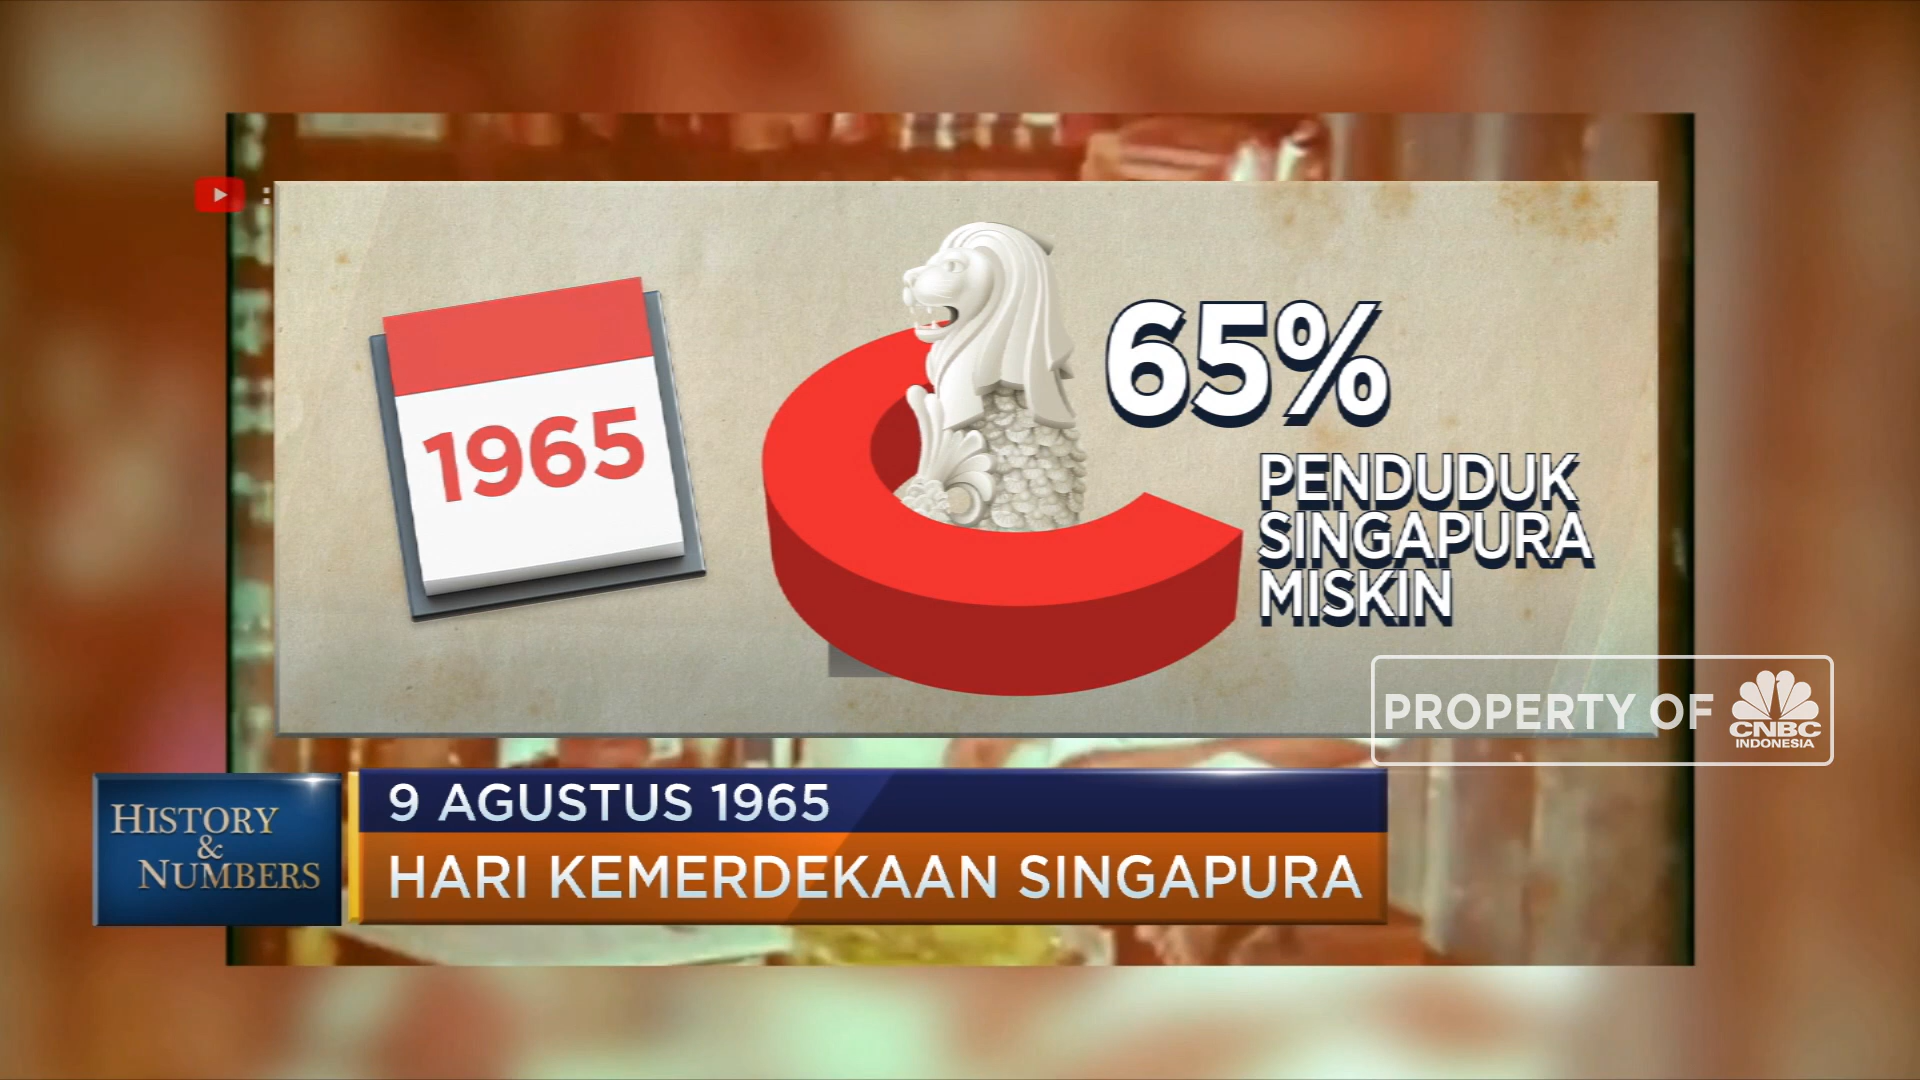 1965
65%
PENDUDUK
SINGAPURA
MISKIN
PROPERTY OF
CNBC
INDONESIA
HISTORY
&
NUMBERS
9 AGUSTUS 1965
HARI KEMERDEKAAN SINGAPURA